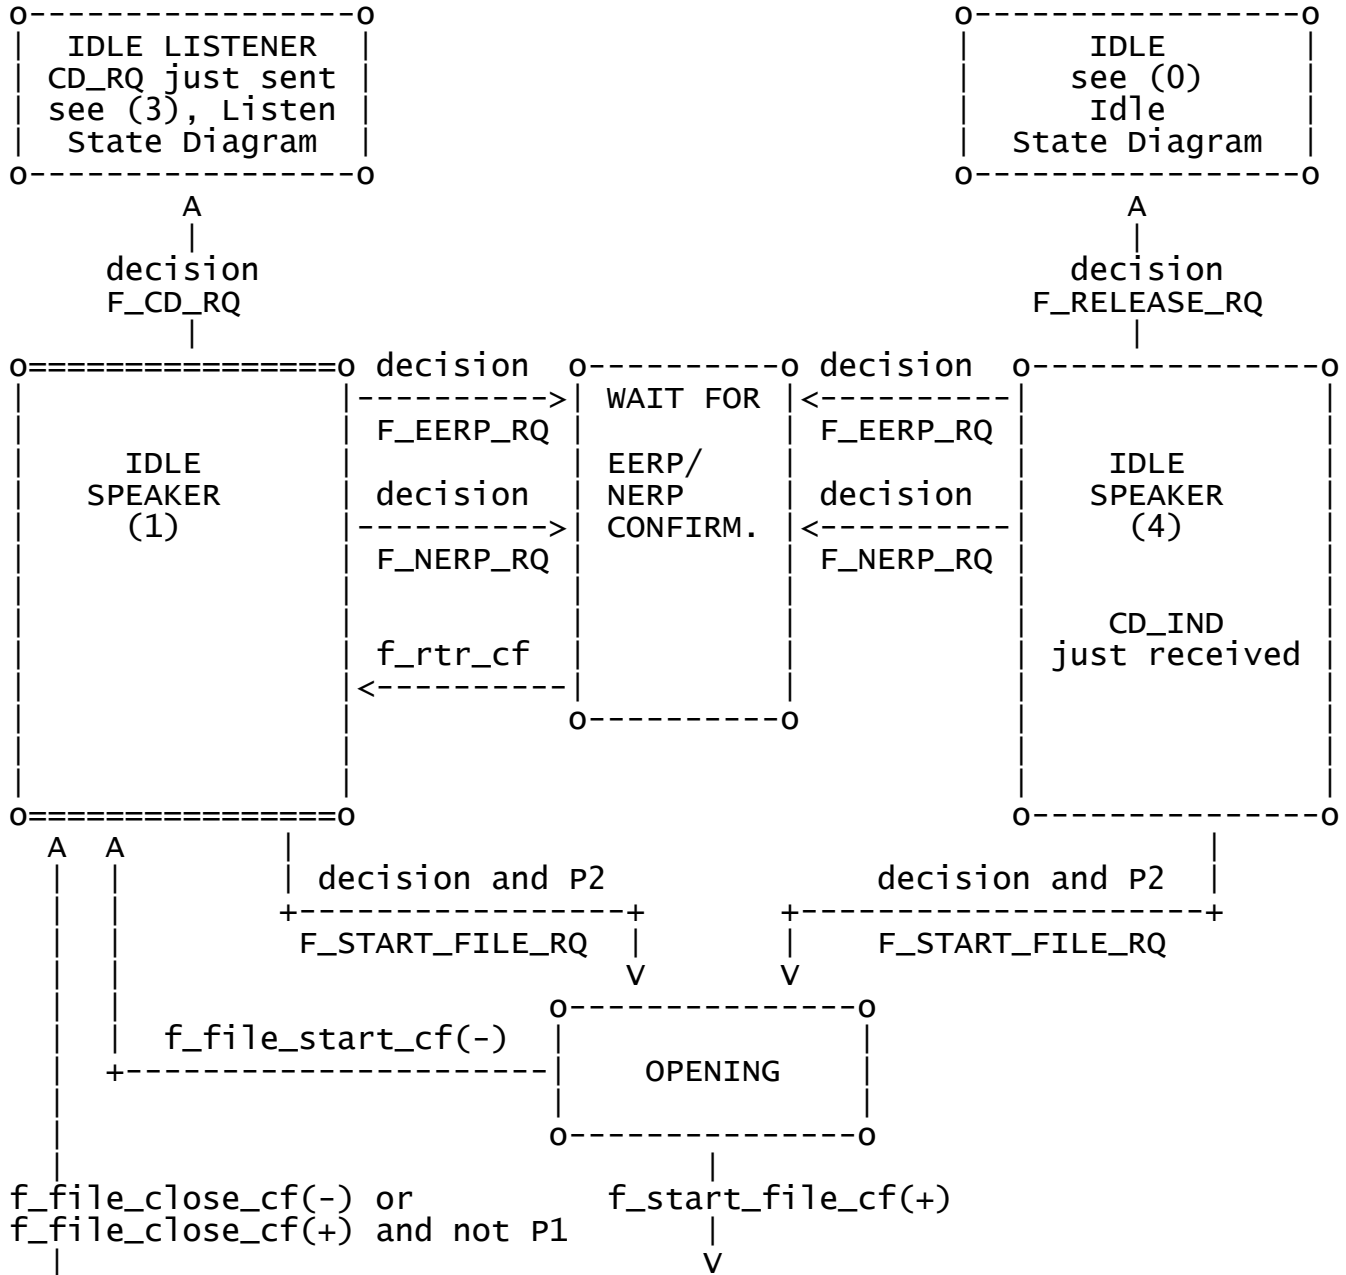 o-----------------o                               o-----------------o
|  IDLE LISTENER  |                               |      IDLE       |
| CD_RQ just sent |                               |     see (0)     |
| see (3), Listen |                               |      Idle       |
|  State Diagram  |                               |  State Diagram  |
o-----------------o                               o-----------------o
         A                                                 A
         |                                                 |
     decision                                          decision
     F_CD_RQ                                         F_RELEASE_RQ
         |                                                 |
o================o decision  o----------o decision  o---------------o
|                |---------->| WAIT FOR |<----------|               |
|                | F_EERP_RQ |          | F_EERP_RQ |               |
|     IDLE       |           | EERP/    |           |     IDLE      |
|   SPEAKER      | decision  | NERP     | decision  |    SPEAKER    |
|     (1)        |---------->| CONFIRM. |<----------|      (4)      |
|                | F_NERP_RQ |          | F_NERP_RQ |               |
|                |           |          |           |               |
|                |           |          |           |     CD_IND    |
|                | f_rtr_cf  |          |           | just received |
|                |<----------|          |           |               |
|                |           o----------o           |               |
|                |                                  |               |
|                |                                  |               |
o================o                                  o---------------o
  A  A        |                                               |
  |  |        | decision and P2              decision and P2  |
  |  |        +-----------------+       +---------------------+
  |  |         F_START_FILE_RQ  |       |    F_START_FILE_RQ
  |  |                          V       V
  |  |                      o---------------o
  |  |  f_file_start_cf(-)  |               |
  |  +----------------------|    OPENING    |
  |                         |               |
  |                         o---------------o
  |                                 |
f_file_close_cf(-) or          f_start_file_cf(+)
f_file_close_cf(+) and not P1       |
  |                                 V